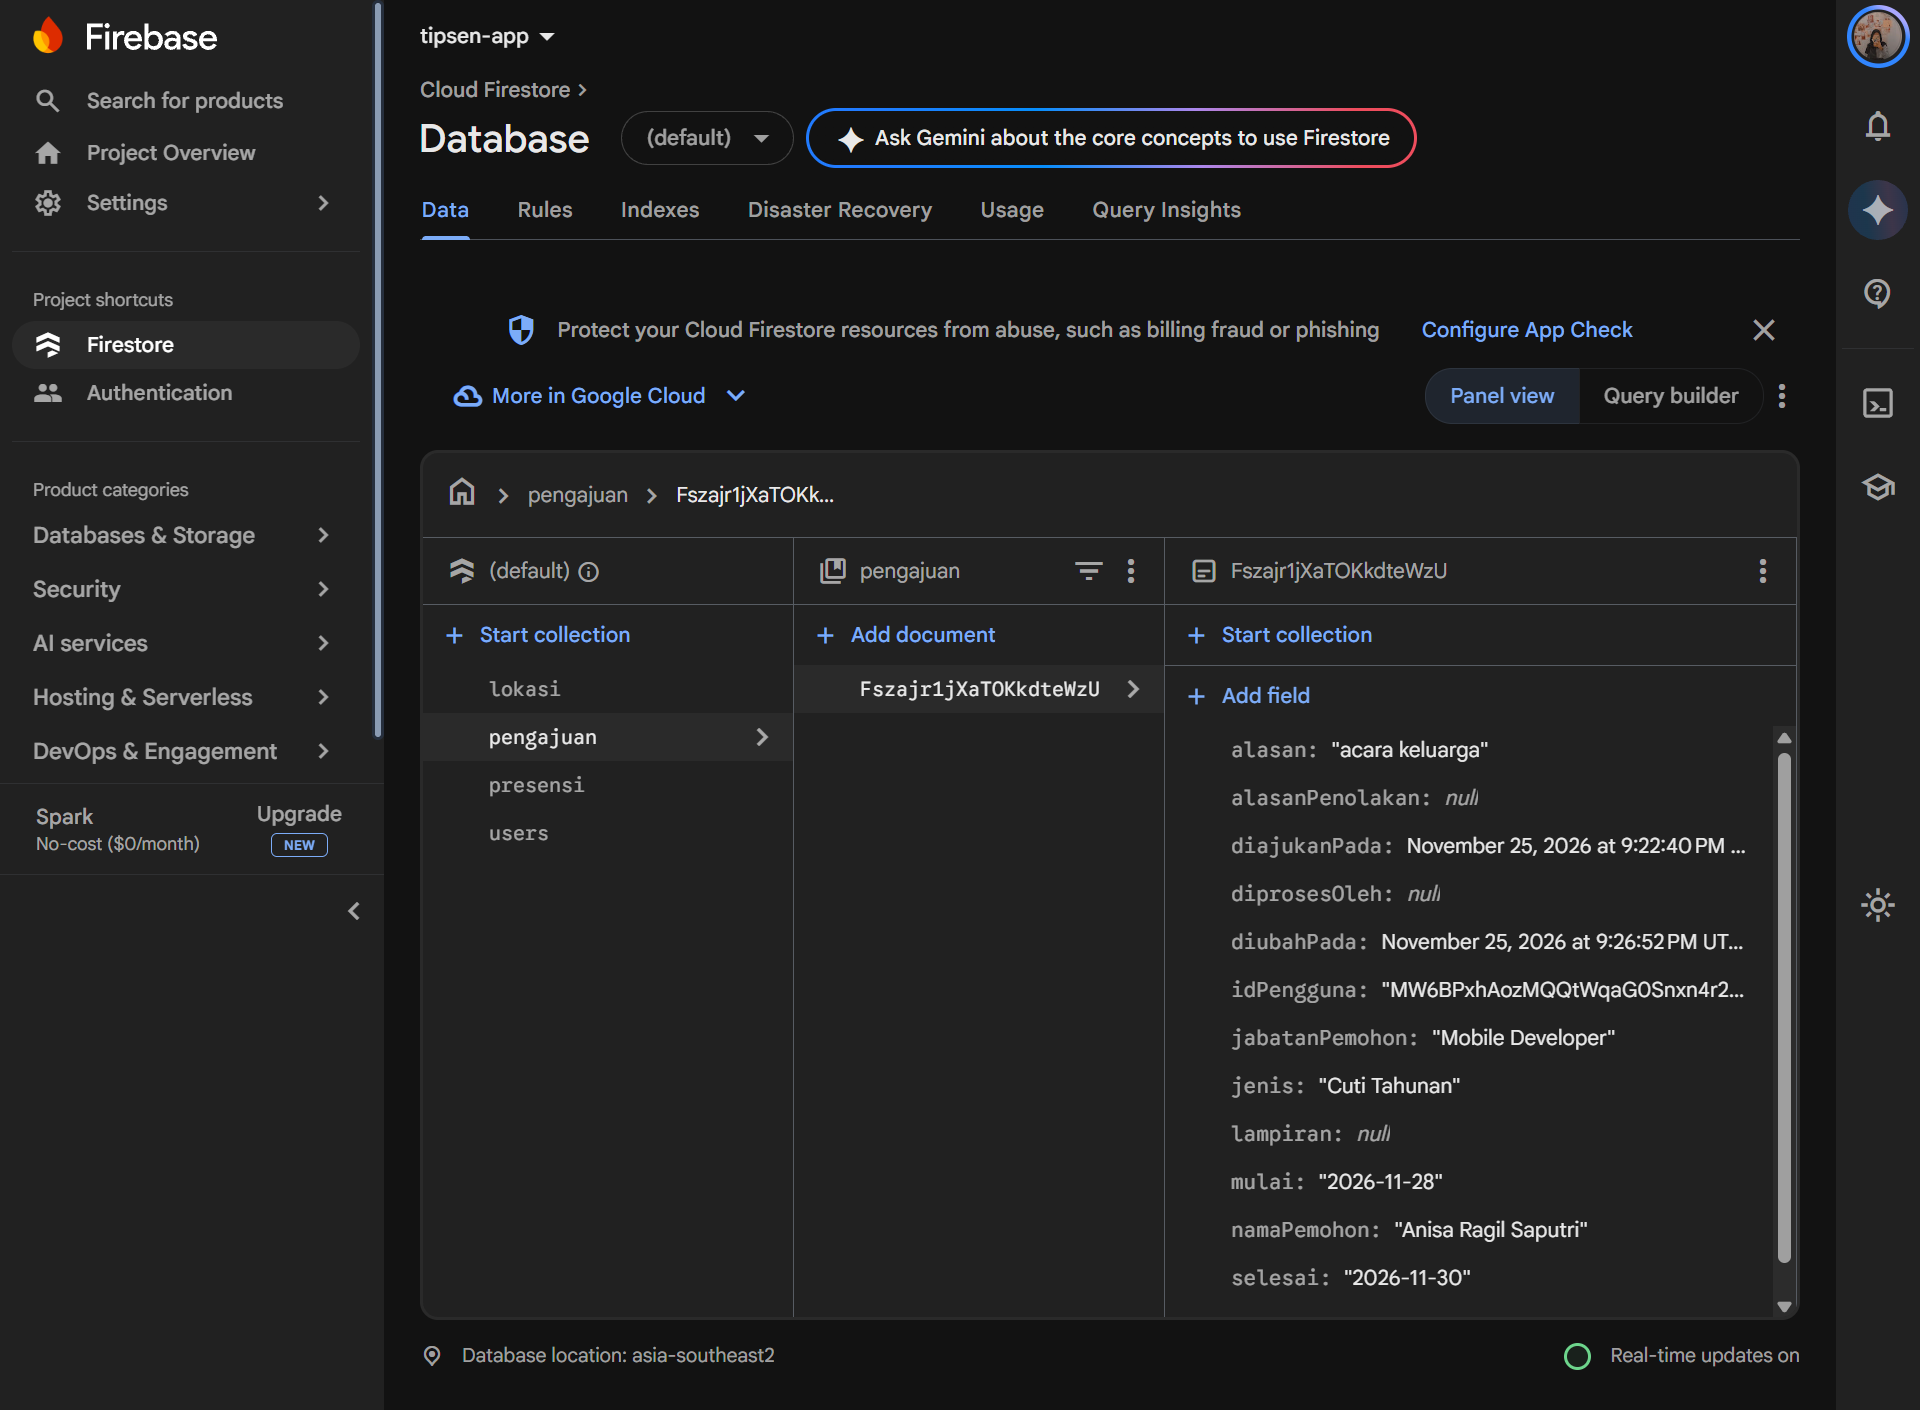 Firebase
Search for products
Project Overview
Settings
Project shortcuts
Firestore
Authentication
Product categories
Databases & Storage
Security
AI services
Hosting & Serverless
DevOps & Engagement
Spark
No-cost ($0/month)
Upgrade
NEW
tipsen-app
Cloud Firestore
Database
(default)
Ask Gemini about the core concepts to use Firestore
Data Rules Indexes Disaster Recovery Usage Query Insights
Protect your Cloud Firestore resources from abuse, such as billing fraud or phishing Configure App Check
More in Google Cloud
Panel view Query builder
pengajuan Fszajr1jXaTOKk...
(default)
Start collection
lokasi
pengajuan
presensi
users
pengajuan
Add document
Fszajr1jXaTOKkdteWzU
Fszajr1jXaTOKkdteWzU
Start collection
Add field
alasan: "acara keluarga"
alasanPenolakan: null
diajukanPada: November 25, 2026 at 9:22:40 PM ...
diprosesOleh: null
diubahPada: November 25, 2026 at 9:26:52 PM UT...
idPengguna: "MW6BPxhAozMQQtWqaG0Snxn4r2...
jabatanPemohon: "Mobile Developer"
jenis: "Cuti Tahunan"
lampiran: null
mulai: "2026-11-28"
namaPemohon: "Anisa Ragil Saputri"
selesai: "2026-11-30"
Database location: asia-southeast2
Real-time updates on